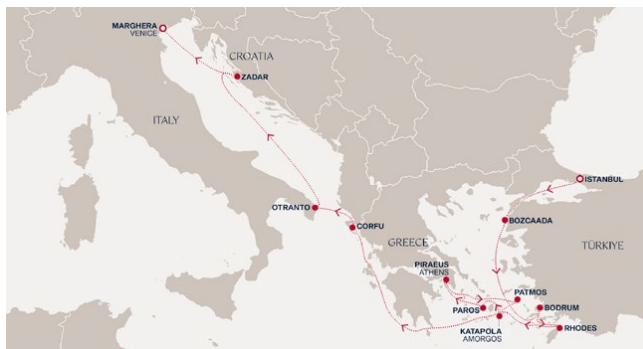 MARGHERA
VENICE
CROATIA
ZADAR
ITALY
ISTANBUL
OTRANTO
BOZCAADA
CORFU
GREECE
TÜRKIYE
PIRAEUS
ATHENS
PATMOS
PAROS
BODRUM
KATAPOLA
AMORGOS
RHODES